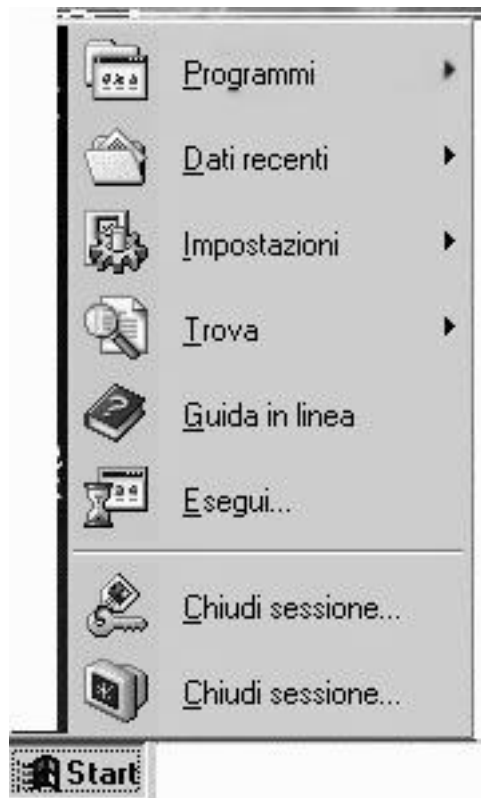 Programmi
Dati recenti
Impostazioni
Trova
Guida in linea
Esegui...
Chiudi sessione...
Chiudi sessione...
Start